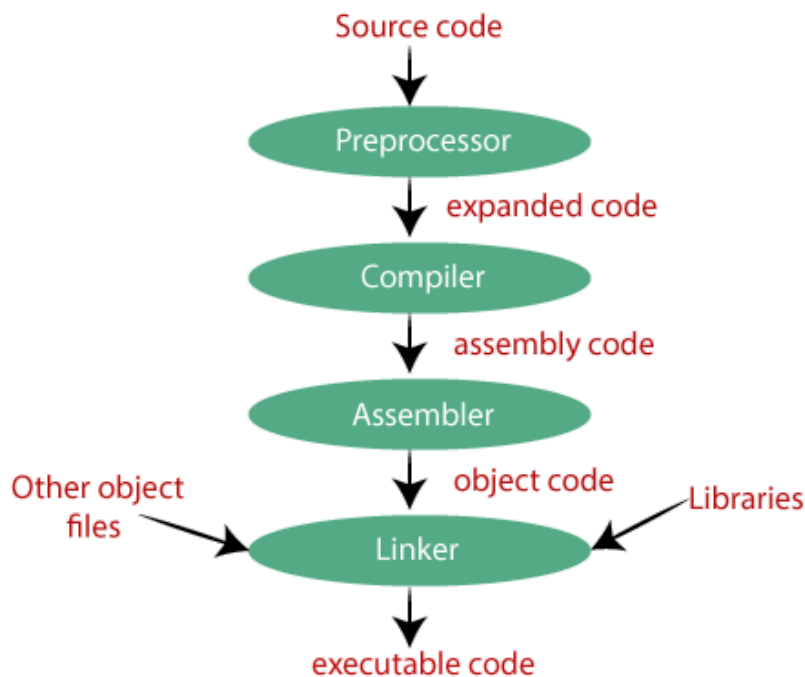 Source code
Preprocessor
expanded code
Compiler
assembly code
Assembler
object code
Other object
files
Libraries
Linker
executable code